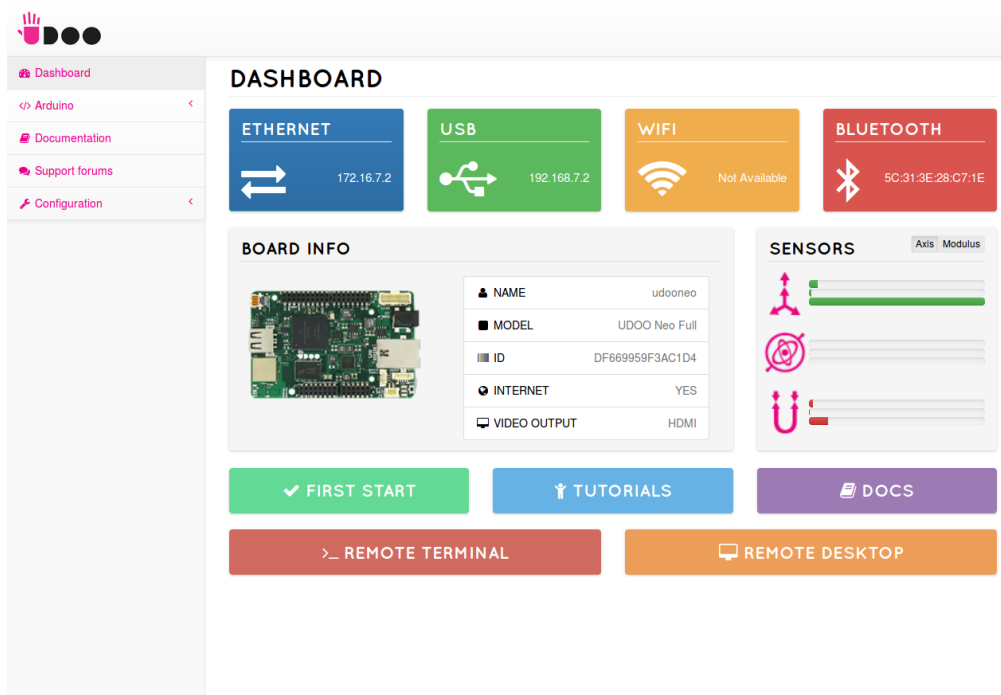 UDOO
Dashboard
Arduino
Documentation
Support forums
Configuration
DASHBOARD
ETHERNET
172.16.7.2
USB
192.168.7.2
WIFI
Not Available
BLUETOOTH
5C:31:3E:28:C7:1E
BOARD INFO
NAME udooneo
MODEL UDOO Neo Full
ID DF669959F3AC1D4
INTERNET YES
VIDEO OUTPUT HDMI
SENSORS
Axis Modulus
FIRST START
TUTORIALS
DOCS
REMOTE TERMINAL
REMOTE DESKTOP